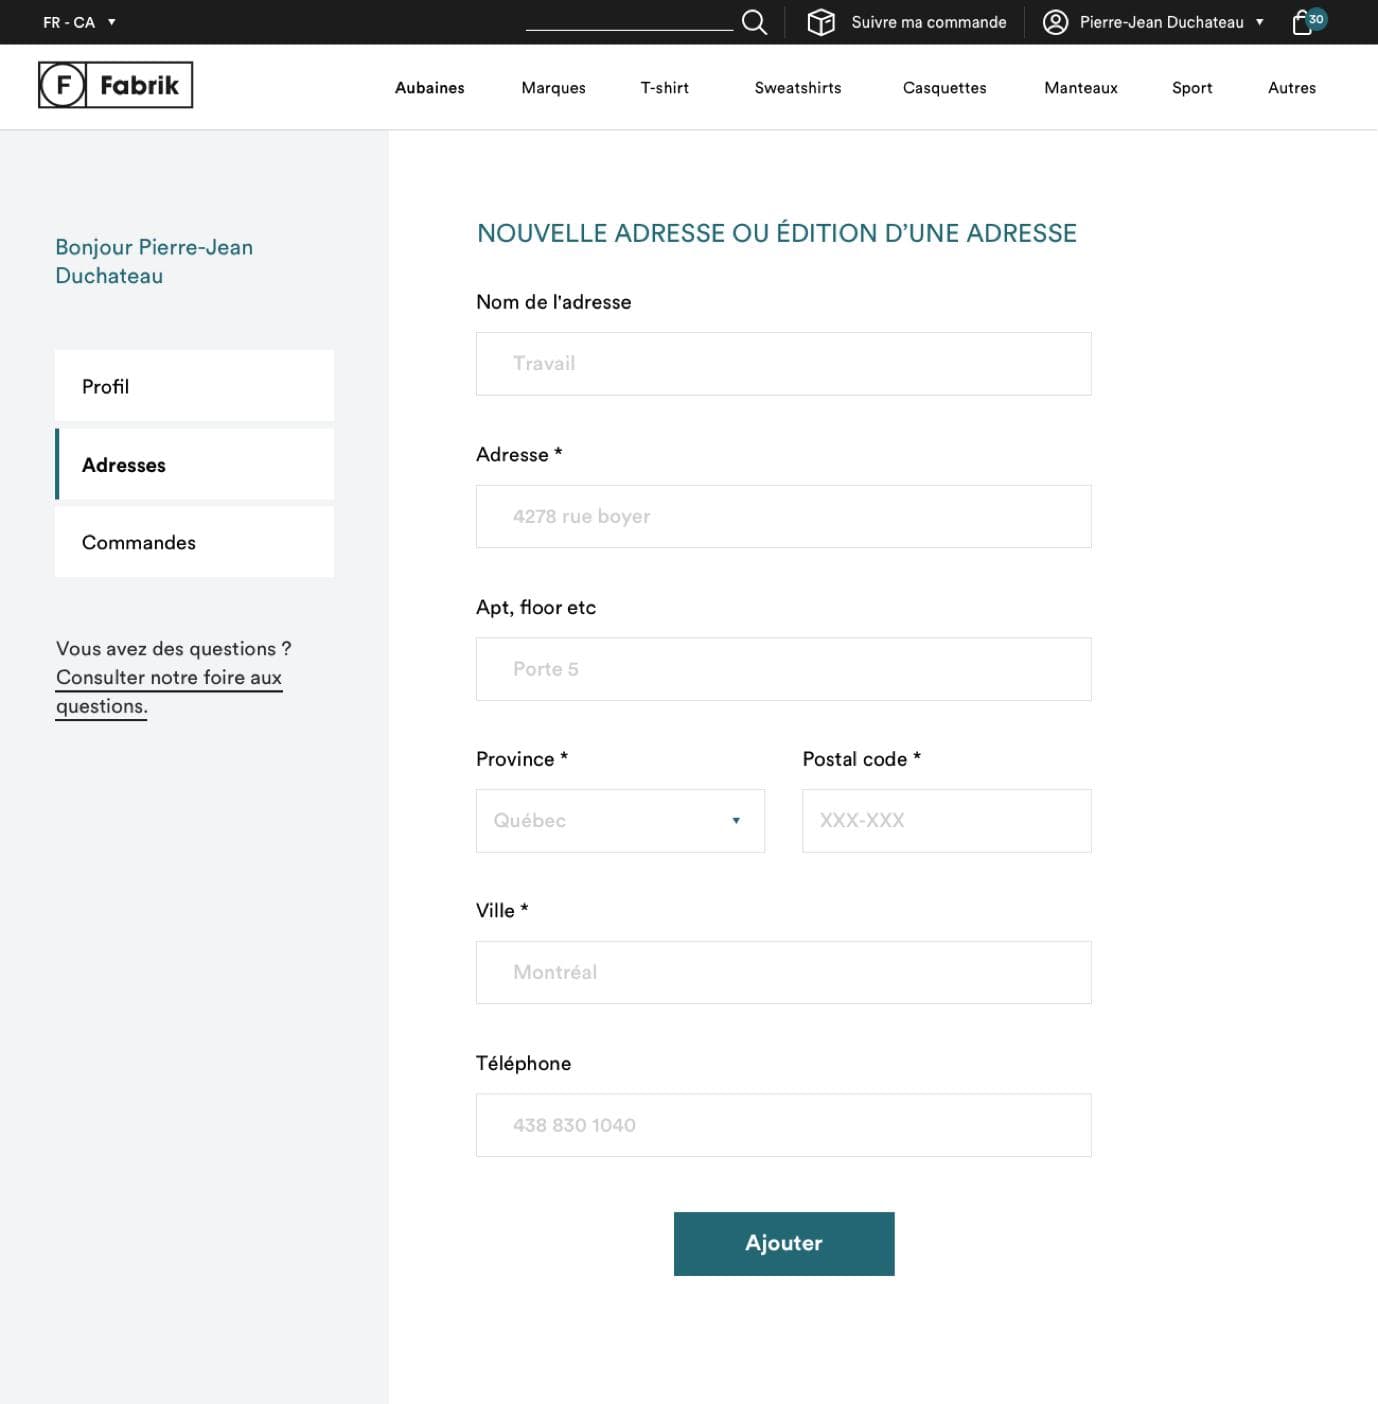 FR - CA
Suivre ma commande
Pierre-Jean Duchateau
30
F Fabrik
Aubaines Marques T-shirt Sweatshirts Casquettes Manteaux Sport Autres
Bonjour Pierre-Jean
Duchateau
Profil
Adresses
Commandes
Vous avez des questions ?
Consulter notre foire aux
questions.
NOUVELLE ADRESSE OU ÉDITION D’UNE ADRESSE
Nom de l'adresse
Travail
Adresse *
4278 rue boyer
Apt, floor etc
Porte 5
Province *
Québec
Postal code *
XXX-XXX
Ville *
Montréal
Téléphone
438 830 1040
Ajouter